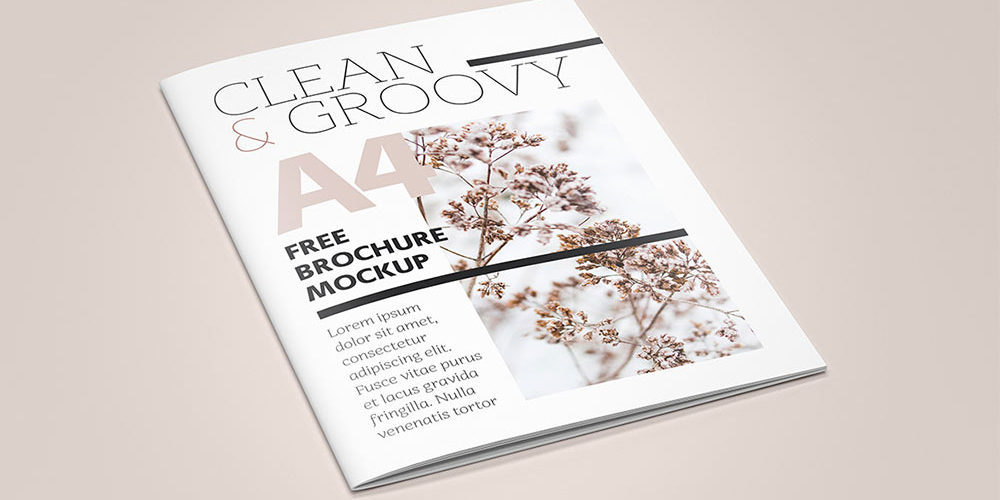 CLEAN
& GROOVY
A4
FREE
BROCHURE
MOCKUP
Lorem ipsum
dolor sit amet,
consectetur
adipiscing elit.
Fusce vitae purus
et lacus gravida
fringilla. Nulla
venenatis tortor